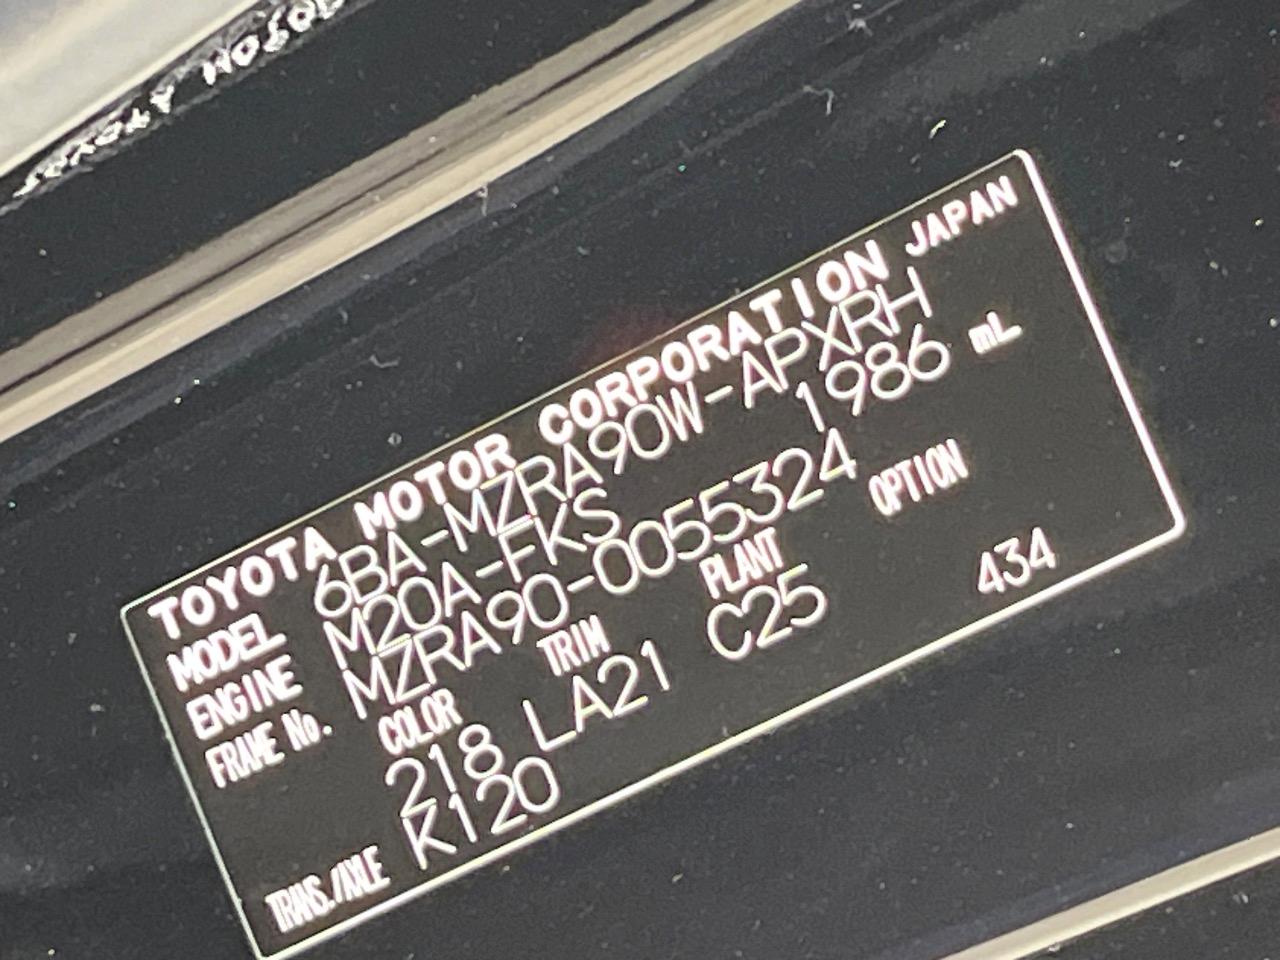 TOYOTA MOTOR CORPORATION JAPAN
MODEL 6BA-MZRA90W-APXRH
ENGINE M20A-FKS 1986 mL
FRAME No. MZRA90-0055324
COLOR TRIM PLANT OPTION
218 LA21 C25 434
TRANS./AXLE K120